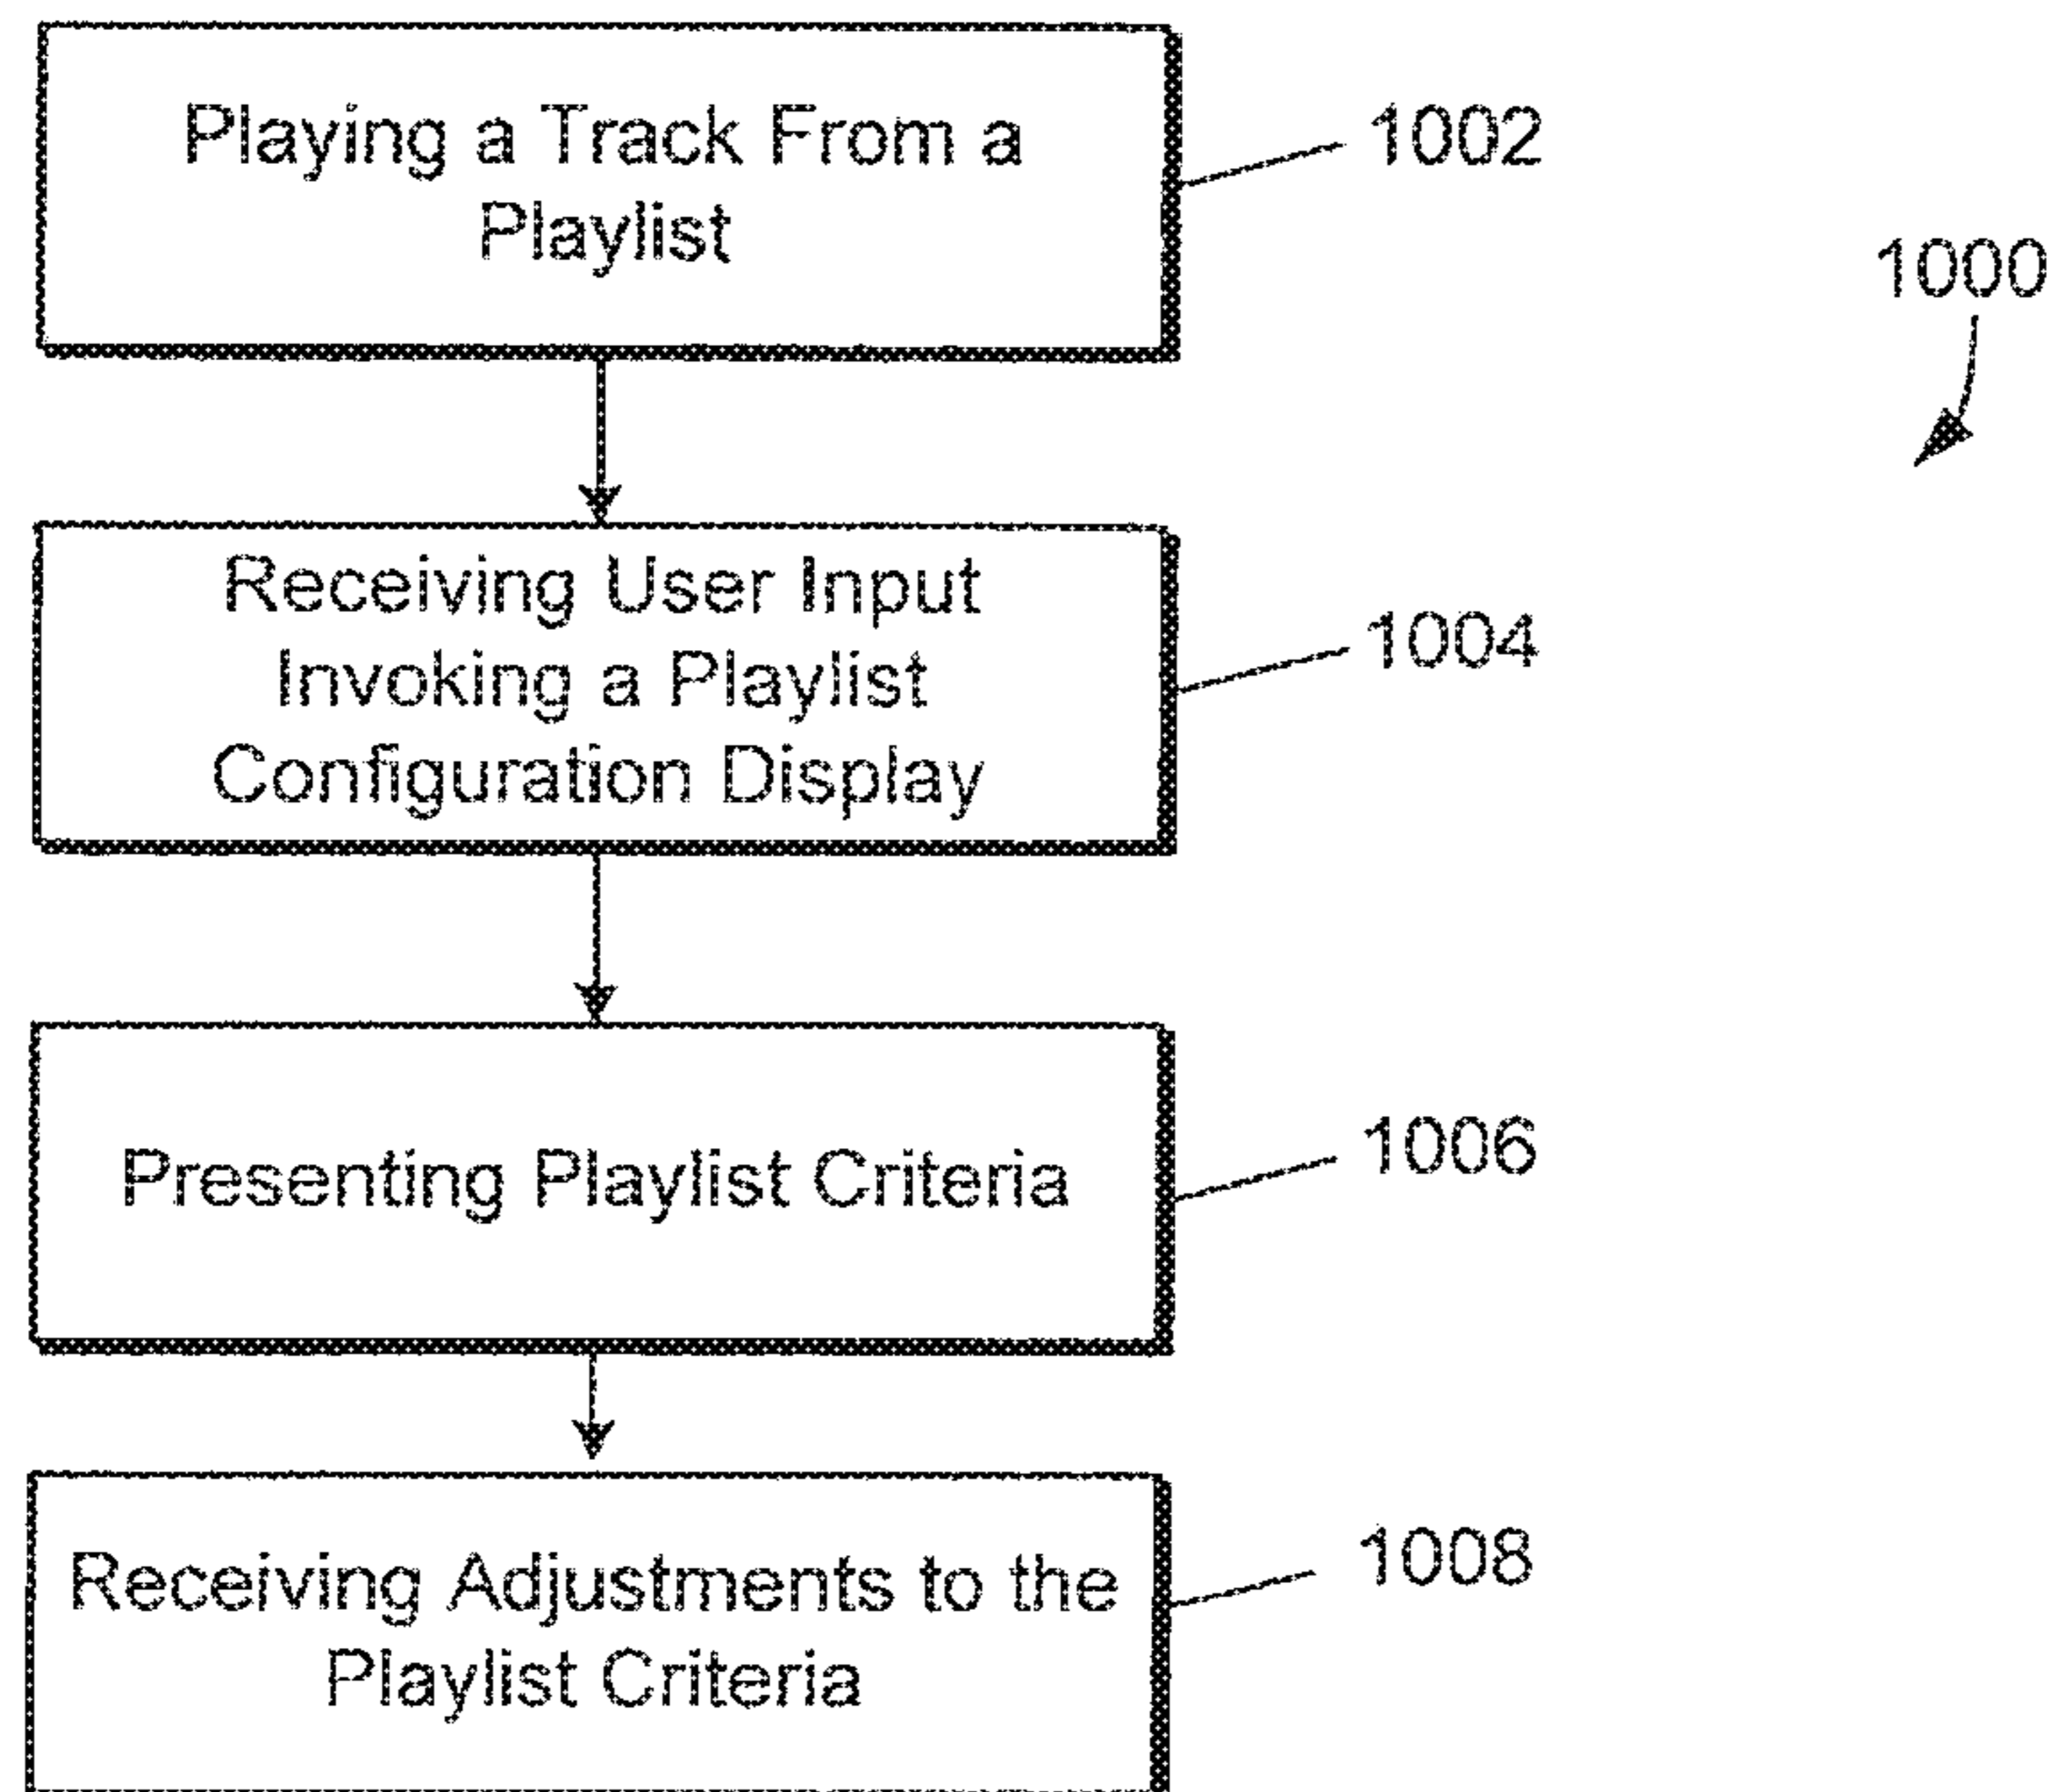 Playing a Track From a
Playlist
1002
1000
Receiving User Input
Invoking a Playlist
Configuration Display
1004
Presenting Playlist Criteria
1006
Receiving Adjustments to the
Playlist Criteria
1008